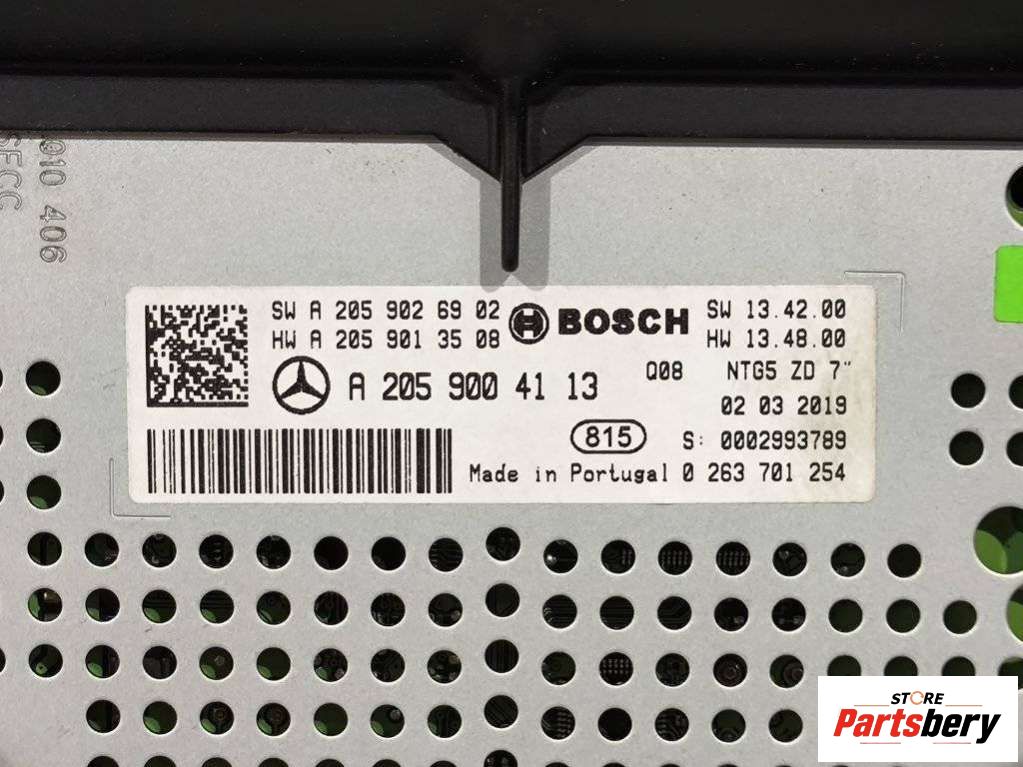 010 406
SECC
SW A 205 902 69 02
HW A 205 901 35 08
BOSCH
SW 13.42.00
HW 13.48.00
A 205 900 41 13
Q08 NTG5 ZD 7"
02 03 2019
815 S: 0002993789
Made in Portugal 0 263 701 254
STORE
Partsbery